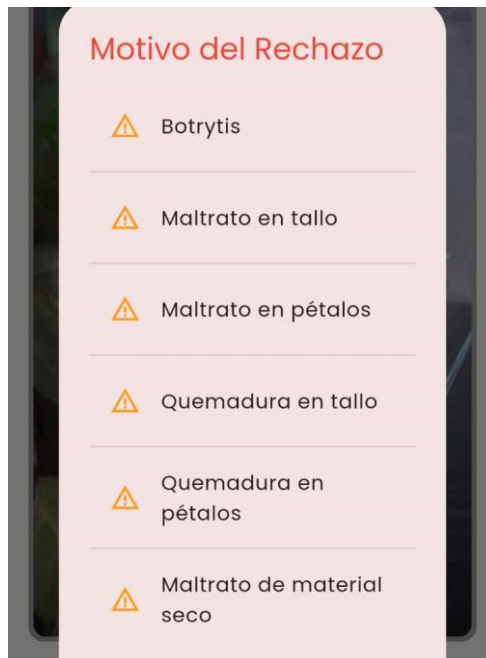 Motivo del Rechazo
Botrytis
Maltrato en tallo
Maltrato en pétalos
Quemadura en tallo
Quemadura en
pétalos
Maltrato de material
seco